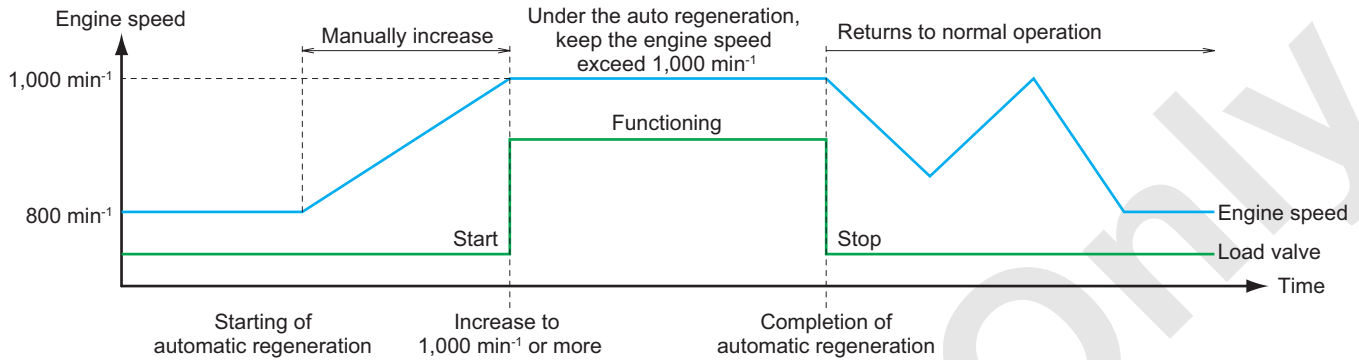 Engine speed
Manually increase
Under the auto regeneration,
keep the engine speed
exceed 1,000 min⁻¹
Returns to normal operation
1,000 min⁻¹
Functioning
800 min⁻¹
Engine speed
Start
Stop
Load valve
Time
Starting of
automatic regeneration
Increase to
1,000 min⁻¹ or more
Completion of
automatic regeneration
Only